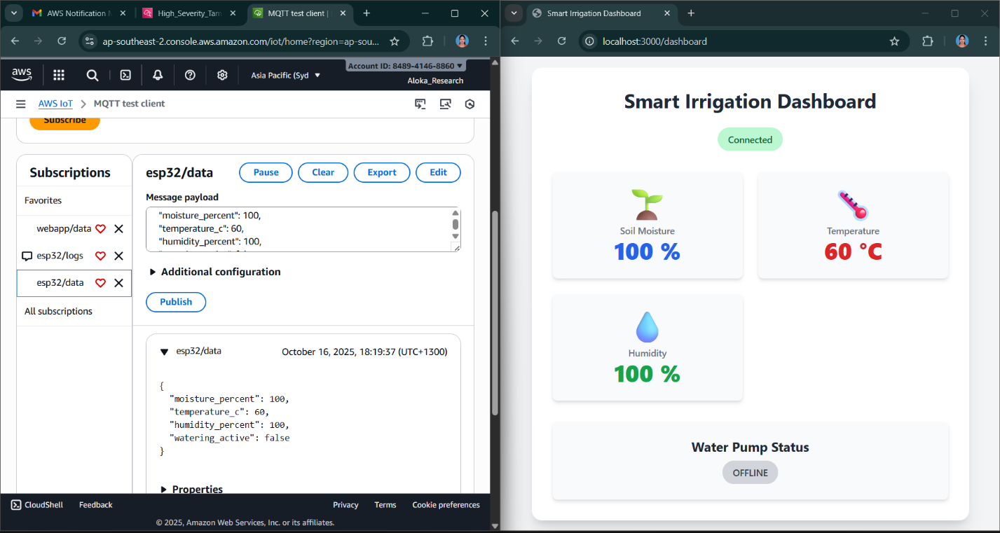 AWS Notification M
High_Severity_Tam
MQTT test client |
ap-southeast-2.console.aws.amazon.com/iot/home?region=ap-sou...
aws
Asia Pacific (Syd
Account ID: 8489-4146-8860
Aloka_Research
AWS IoT
MQTT test client
Subscribe
Subscriptions
Favorites
webapp/data
esp32/logs
esp32/data
All subscriptions
esp32/data
Pause
Clear
Export
Edit
Message payload
"moisture_percent": 100,
"temperature_c": 60,
"humidity_percent": 100,
Additional configuration
Publish
esp32/data
October 16, 2025, 18:19:37 (UTC+1300)
{
"moisture_percent": 100,
"temperature_c": 60,
"humidity_percent": 100,
"watering_active": false
}
Properties
CloudShell
Feedback
Privacy
Terms
Cookie preferences
© 2025, Amazon Web Services, Inc. or its affiliates.
Smart Irrigation Dashboard
localhost:3000/dashboard
Smart Irrigation Dashboard
Connected
Soil Moisture
100 %
Temperature
60 °C
Humidity
100 %
Water Pump Status
OFFLINE